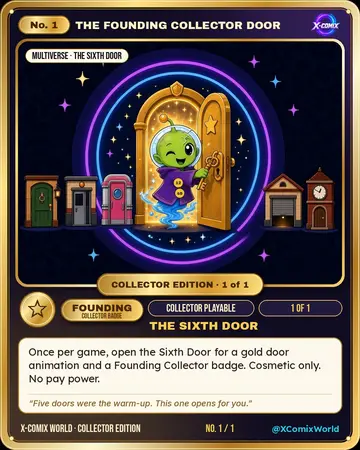 No. 1
THE FOUNDING COLLECTOR DOOR
X-COMIX
MULTIVERSE · THE SIXTH DOOR
COLLECTOR EDITION · 1 of 1
FOUNDING
COLLECTOR BADGE
COLLECTOR PLAYABLE
1 OF 1
THE SIXTH DOOR
Once per game, open the Sixth Door for a gold door
animation and a Founding Collector badge. Cosmetic only.
No pay power.
"Five doors were the warm-up. This one opens for you."
X-COMIX WORLD · COLLECTOR EDITION
NO. 1 / 1
@XComixWorld